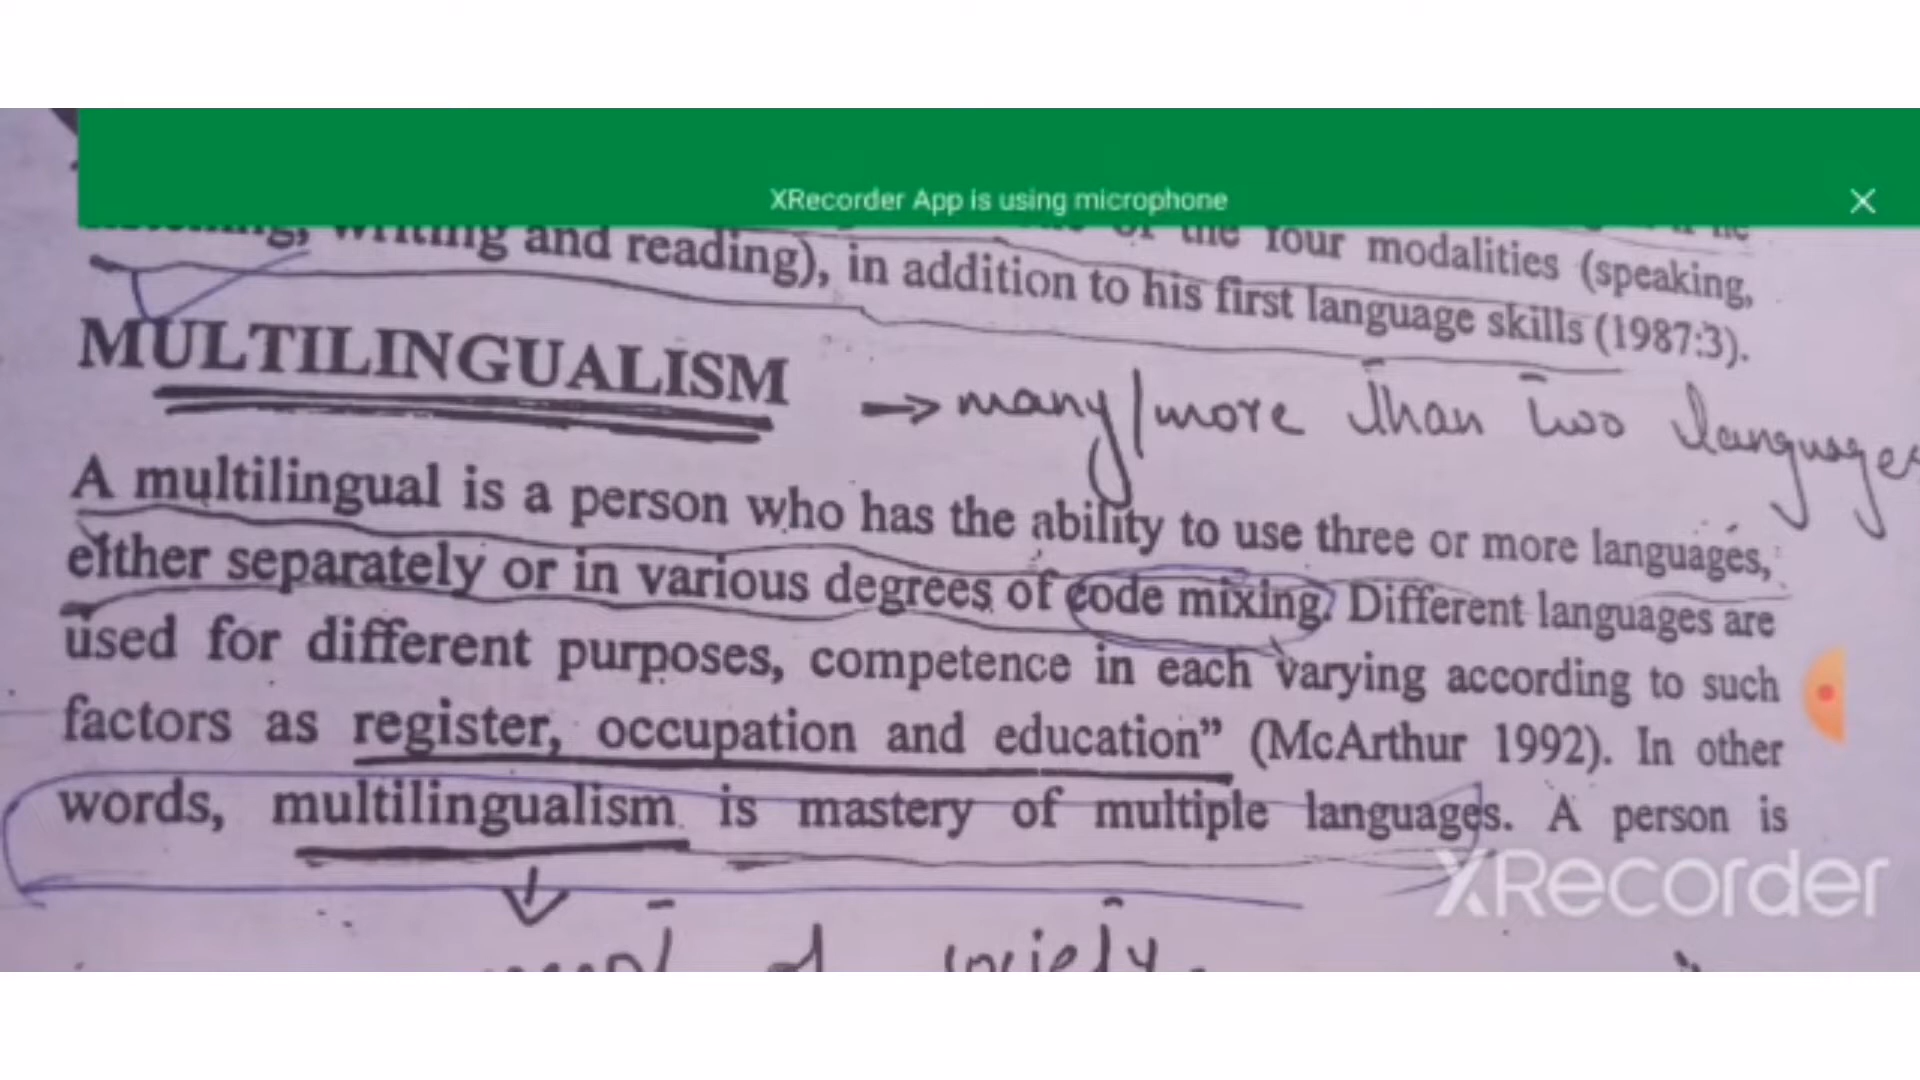 XRecorder App is using microphone
the four modalities (speaking,
writing and reading), in addition to his first language skills (1987:3).
MULTILINGUALISM
→ many/more than two languages
A multilingual is a person who has the ability to use three or more languages,
either separately or in various degrees of code mixing. Different languages are
used for different purposes, competence in each varying according to such
factors as register, occupation and education” (McArthur 1992). In other
words, multilingualism is mastery of multiple languages. A person is
XRecorder
of society.